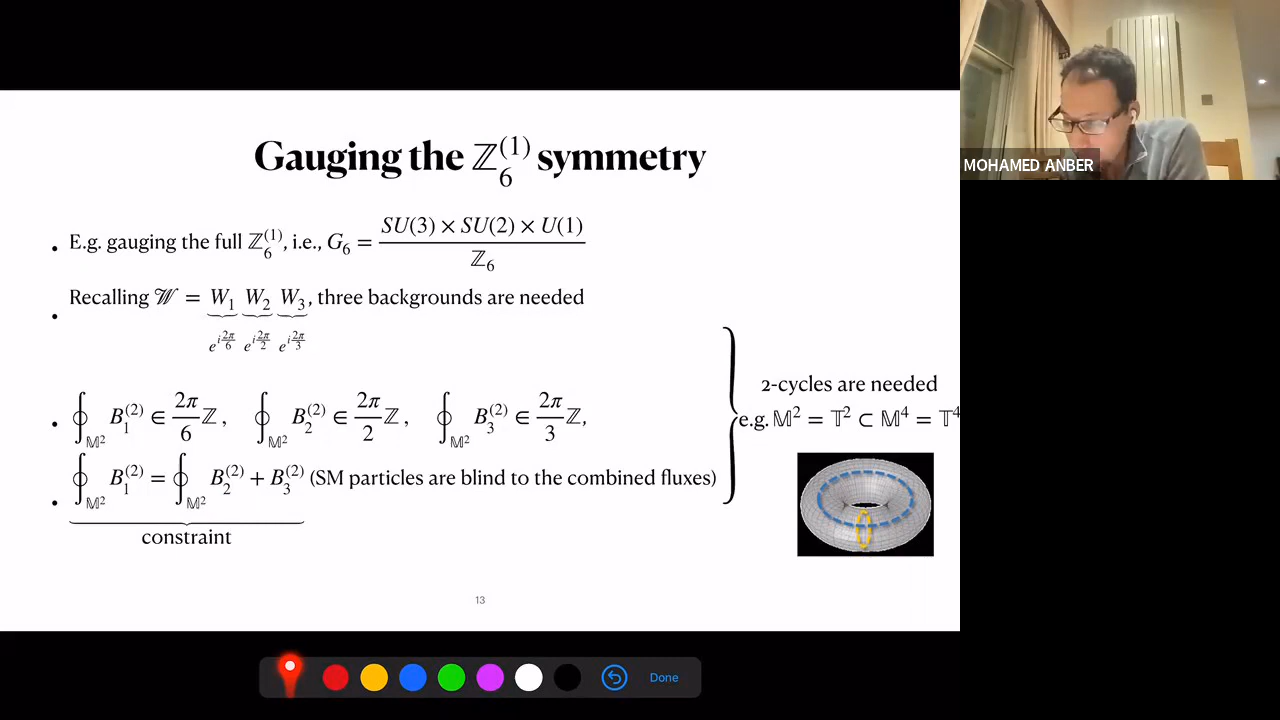 Gauging the ℤ₆⁽¹⁾ symmetry
• E.g. gauging the full ℤ₆⁽¹⁾, i.e., G₆ = SU(3) × SU(2) × U(1) / ℤ₆
• Recalling 𝒲 = W₁ W₂ W₃, three backgrounds are needed
e^{i2π/6} e^{i2π/2} e^{i2π/3}
• ∮_{𝕄²} B₁⁽²⁾ ∈ 2π/6 ℤ, ∮_{𝕄²} B₂⁽²⁾ ∈ 2π/2 ℤ, ∮_{𝕄²} B₃⁽²⁾ ∈ 2π/3 ℤ,
• ∮_{𝕄²} B₁⁽²⁾ = ∮_{𝕄²} B₂⁽²⁾ + B₃⁽²⁾ (SM particles are blind to the combined fluxes)
constraint
2-cycles are needed
e.g. 𝕄² = 𝕋² ⊂ 𝕄⁴ = 𝕋⁴
13
Done
MOHAMED ANBER